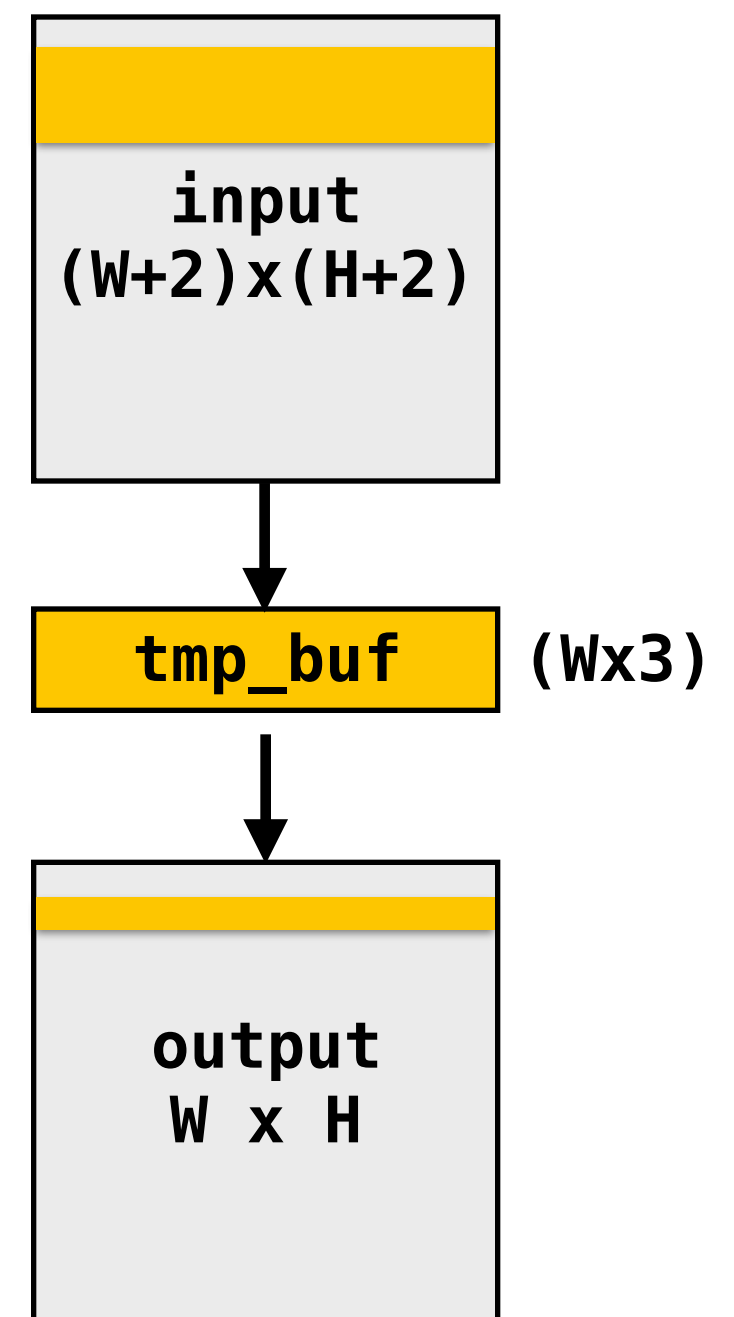 input
(W+2)x(H+2)
tmp_buf
(Wx3)
output
W x H